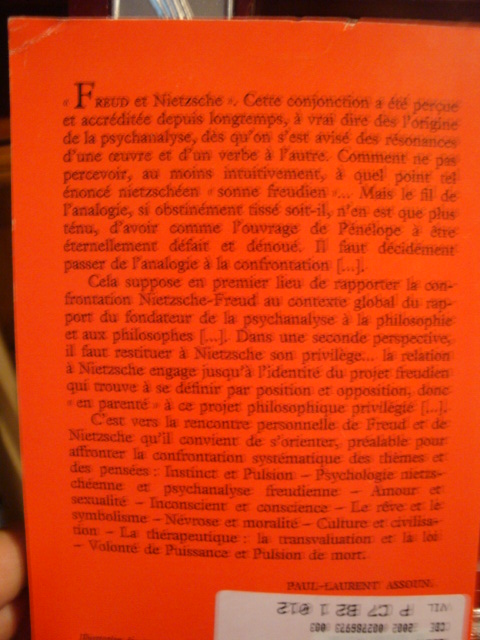 « FREUD et Nietzsche ». Cette conjonction a été perçue
et accréditée depuis longtemps, à vrai dire dès l'origine
de la psychanalyse, dès qu'on s'est avisé des résonances
d'une œuvre et d'un verbe à l'autre. Comment ne pas
percevoir, au moins intuitivement, à quel point tel
énoncé nietzschéen « sonne freudien »... Mais le fil de
l'analogie, si obstinément tissé soit-il, n'en est que plus
ténu, d'avoir comme l'ouvrage de Pénélope à être
éternellement défait et dénoué. Il faut décidément
passer de l'analogie à la confrontation [...].
Cela suppose en premier lieu de rapporter la con-
frontation Nietzsche-Freud au contexte global du rap-
port du fondateur de la psychanalyse à la philosophie
et aux philosophes [...]. Dans une seconde perspective,
il faut restituer à Nietzsche son privilège... la relation
à Nietzsche engage jusqu'à l'identité du projet freudien
qui trouve à se définir par position et opposition, donc
« en parenté » à ce projet philosophique privilégié [...].
C'est vers la rencontre personnelle de Freud et de
Nietzsche qu'il convient de s'orienter, préalable pour
affronter la confrontation systématique des thèmes et
des pensées : Instinct et Pulsion – Psychologie nietzs-
chéenne et psychanalyse freudienne – Amour et
sexualité – Inconscient et conscience – Le rêve et le
symbolisme – Névrose et moralité – Culture et civilisa-
tion – La thérapeutique : la transvaluation et la loi
– Volonté de Puissance et Pulsion de mort.
PAUL-LAURENT ASSOUN.
VEL P C7 B2 1 012